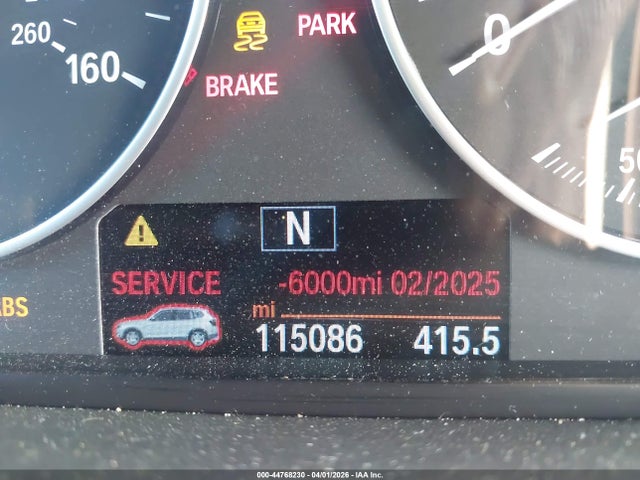 260
160
PARK
BRAKE
0
50
N
SERVICE -6000mi 02/2025
mi
115086 415.5
ABS
000-44768230 - 04/01/2026 - IAA Inc.